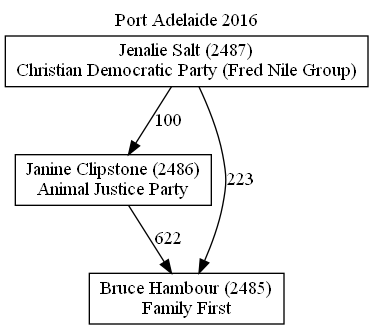 Port Adelaide 2016
Jenalie Salt (2487)
Christian Democratic Party (Fred Nile Group)
100
Janine Clipstone (2486)
Animal Justice Party
223
622
Bruce Hambour (2485)
Family First